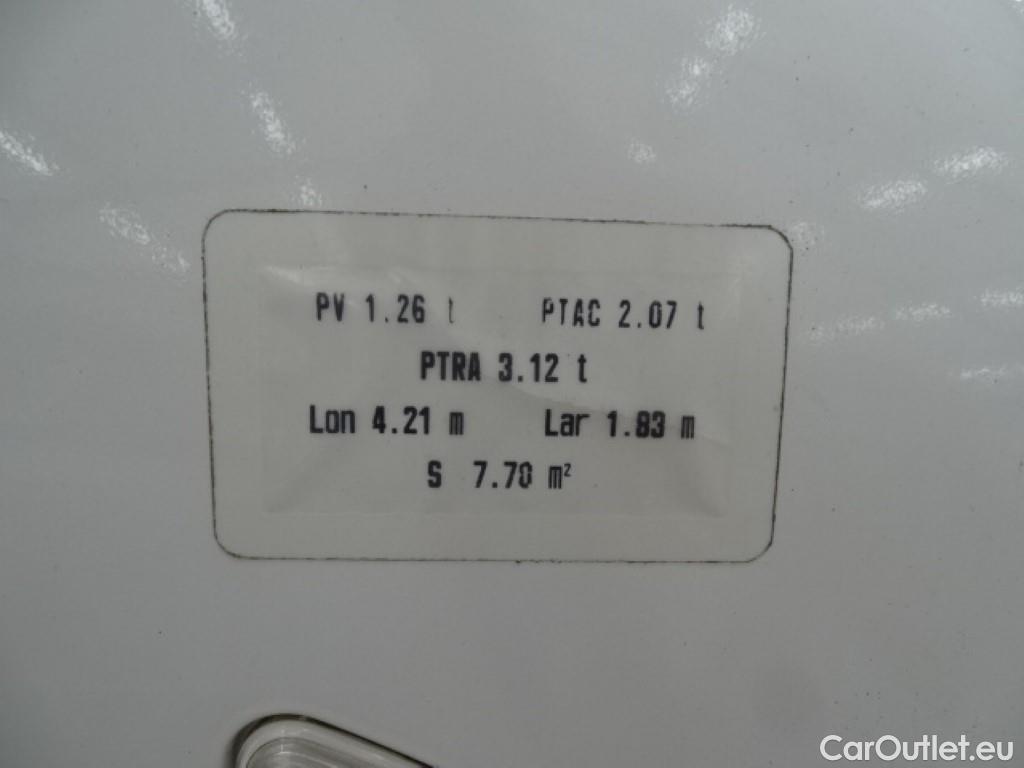 PV 1.26 t PTAC 2.07 t
PTRA 3.12 t
Lon 4.21 m Lar 1.83 m
S 7.70 m²
CarOutlet.eu